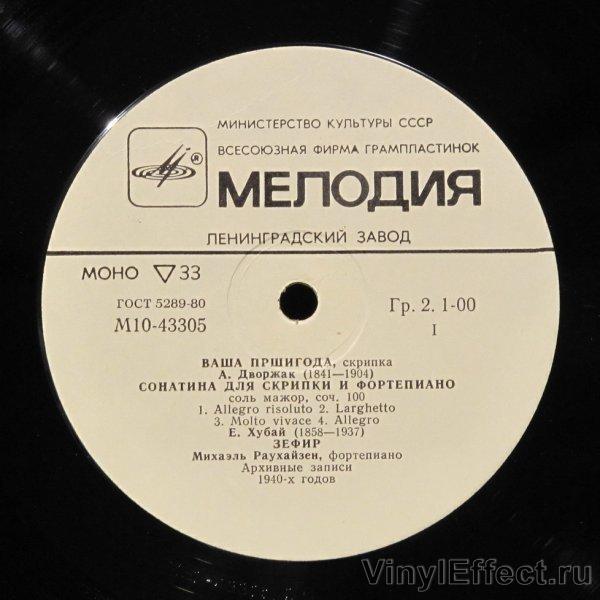 МИНИСТЕРСТВО КУЛЬТУРЫ СССР
ВСЕСОЮЗНАЯ ФИРМА ГРАМПЛАСТИНОК
® МЕЛОДИЯ
ЛЕНИНГРАДСКИЙ ЗАВОД
МОНО ▽ 33
ГОСТ 5289-80
М10-43305
Гр. 2. 1-00
I
ВАША ПРШИГОДА, скрипка
А. Дворжак (1841—1904)
СОНАТИНА ДЛЯ СКРИПКИ И ФОРТЕПИАНО
соль мажор, соч. 100
1. Allegro risoluto 2. Larghetto
3. Molto vivace 4. Allegro
Е. Хубай (1858—1937)
ЗЕФИР
Михаэль Раухайзен, фортепиано
Архивные записи
1940-х годов
VinylEffect.ru